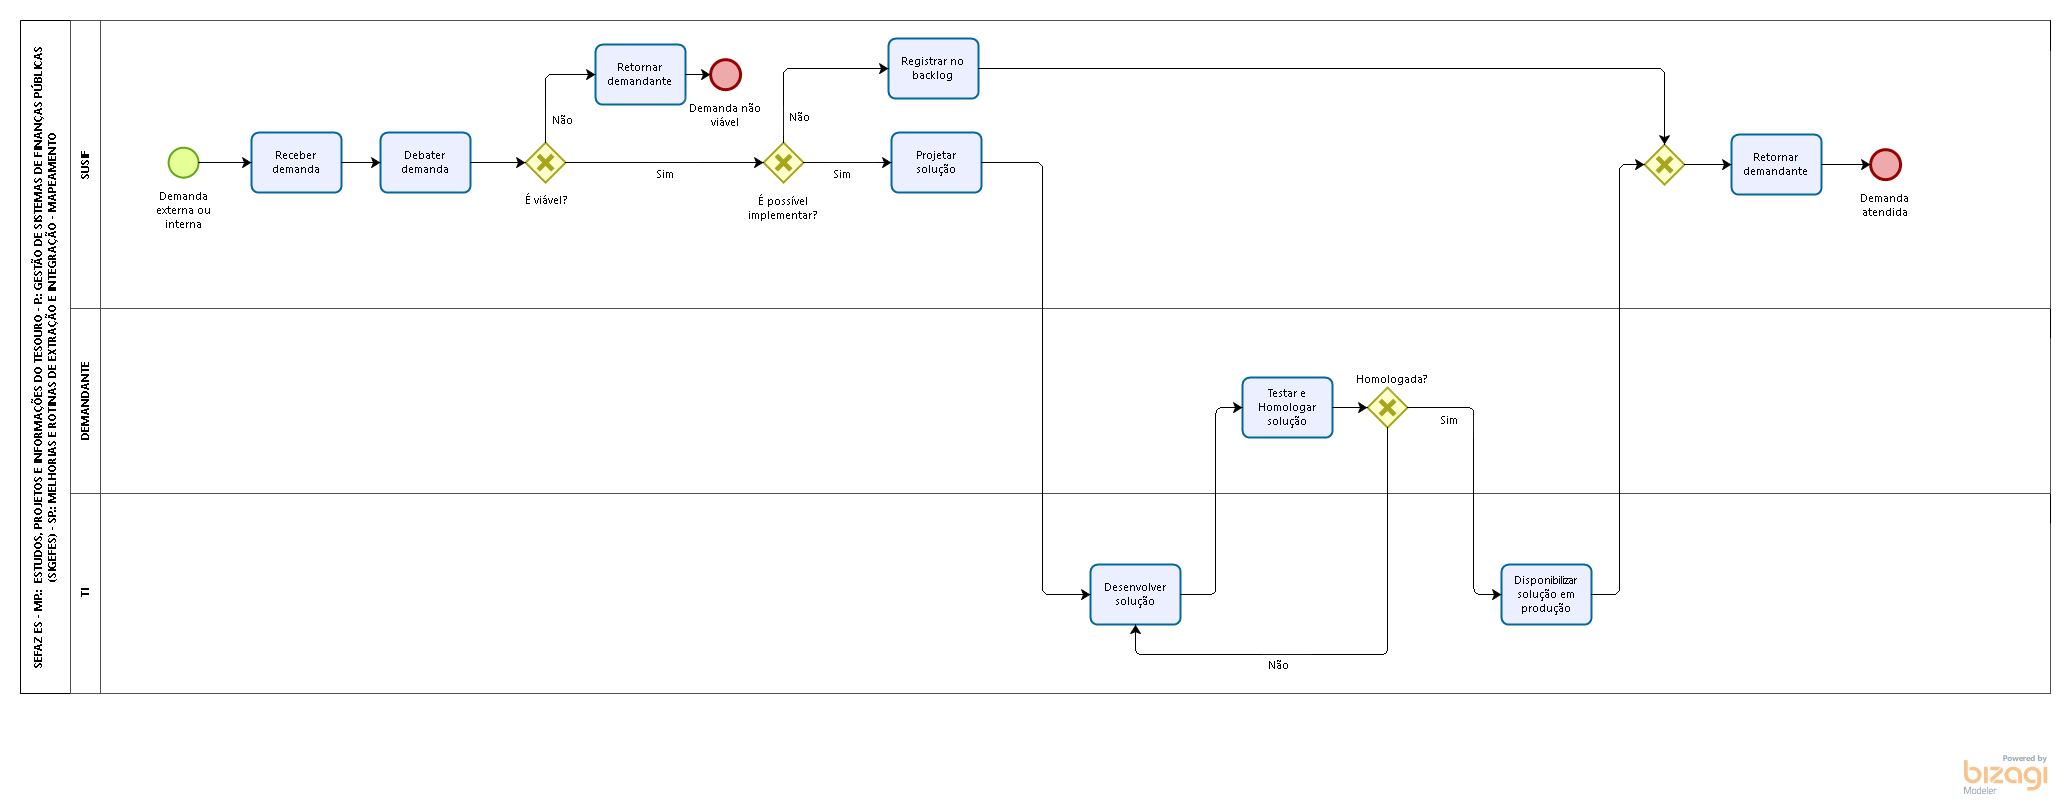 SEFAZ ES - MP.: ESTUDOS, PROJETOS E INFORMAÇÕES DO TESOURO - P.: GESTÃO DE SISTEMAS DE FINANÇAS PÚBLICAS
(SIGEFES) - SP.: MELHORIAS E ROTINAS DE EXTRAÇÃO E INTEGRAÇÃO - MAPEAMENTO
SUSIF
Demanda
externa ou
interna
Receber
demanda
Debater
demanda
É viável?
Não
Retornar
demandante
Demanda não
viável
Sim
É possível
implementar?
Não
Registrar no
backlog
Sim
Projetar
solução
Retornar
demandante
Demanda
atendida
DEMANDANTE
Testar e
Homologar
solução
Homologada?
Sim
TI
Desenvolver
solução
Não
Disponibilizar
solução em
produção
Powered by
bizagi
Modeler